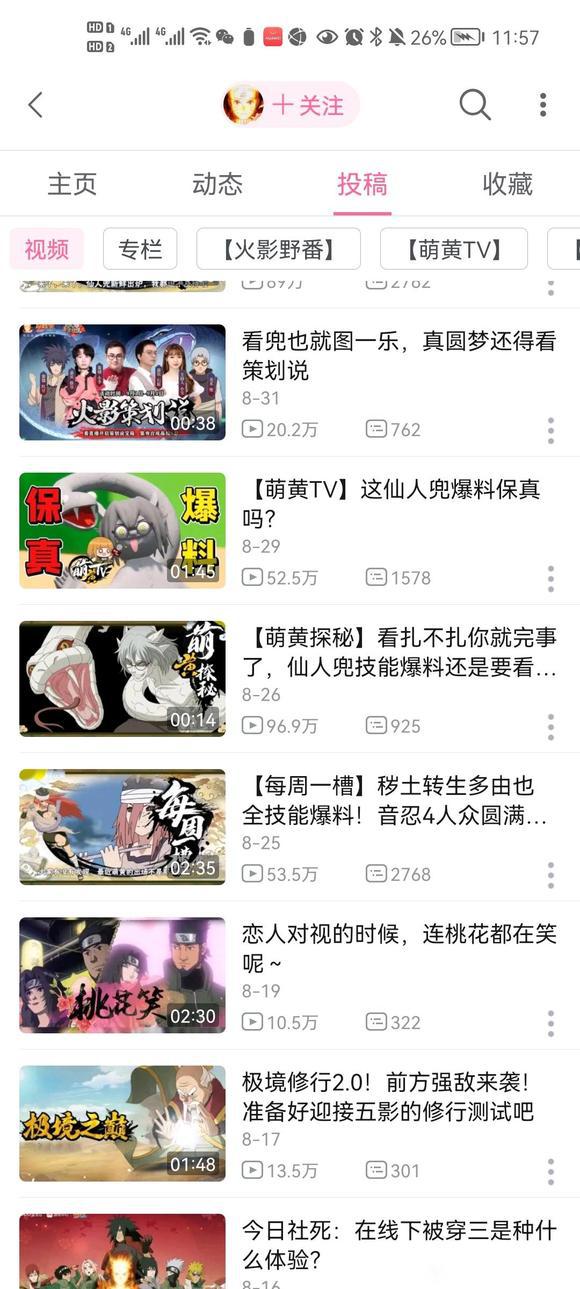 HD 1
HD 2
4G
4G
26%
11:57
十 关注
主页
动态
投稿
收藏
视频
专栏
【火影野番】
【萌黄TV】
看兜也就图一乐，真圆梦还得看
策划说
8-31
20.2万
762
火影策划说
00:38
【萌黄TV】这仙人兜爆料保真
吗？
8-29
52.5万
1578
保真
爆料
萌黄TV
01:45
【萌黄探秘】看扎不扎你就完事
了，仙人兜技能爆料还是要看...
8-26
96.9万
925
萌黄探秘
00:14
【每周一槽】秽土转生多由也
全技能爆料！音忍4人众圆满...
8-25
53.5万
2768
每周一槽
02:35
恋人对视的时候，连桃花都在笑
呢～
8-19
10.5万
322
桃花笑
02:30
极境修行2.0！前方强敌来袭！
准备好迎接五影的修行测试吧
8-17
13.5万
301
极境之巅
01:48
今日社死：在线下被穿三是种什
么体验？
8-16